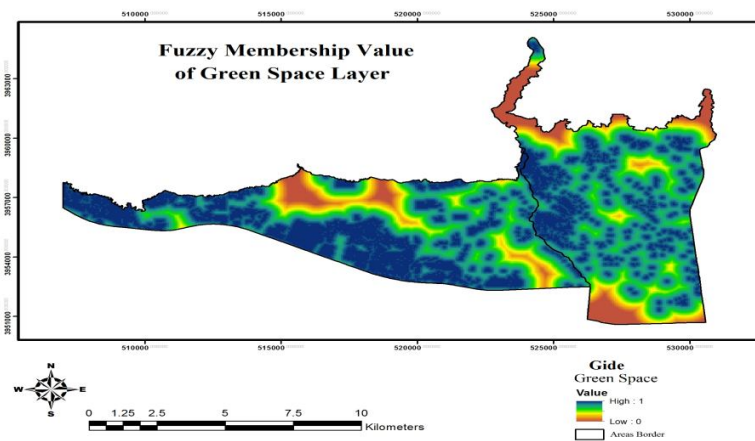 510000 515000 520000 525000 530000
Fuzzy Membership Value
of Green Space Layer
3963000
3960000
3957000
3954000
3951000
510000 515000 520000 525000 530000
N
W E
S
0 1.25 2.5 5 7.5 10
Kilometers
Gide
Green Space
Value
High : 1
Low : 0
Areas Border